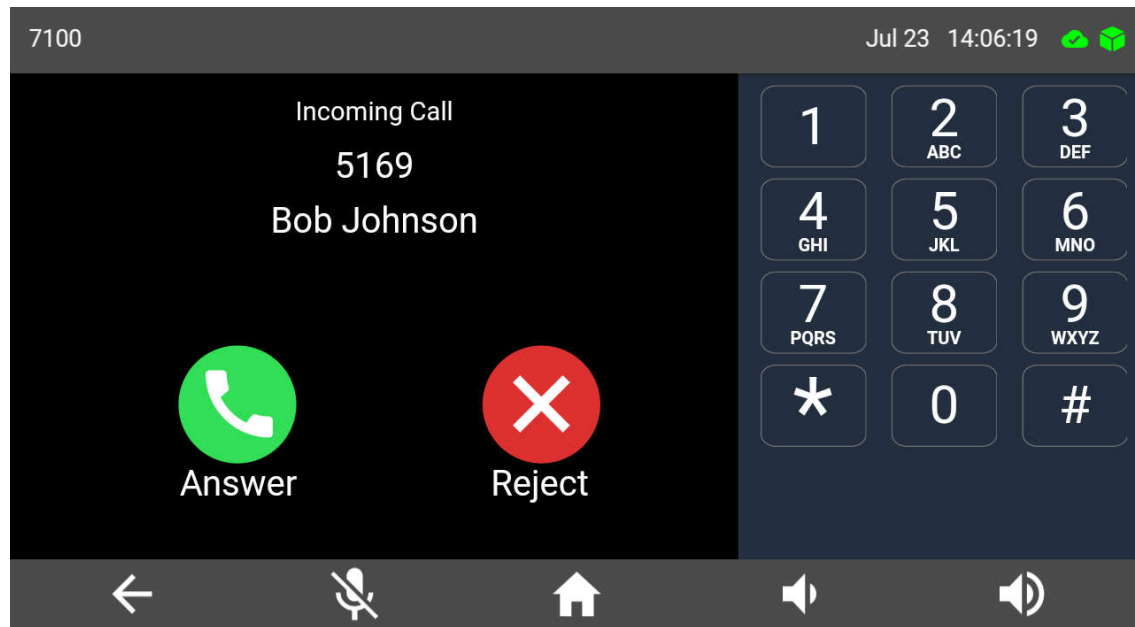 7100
Jul 23 14:06:19
Incoming Call
5169
Bob Johnson
Answer
Reject
1
2
ABC
3
DEF
4
GHI
5
JKL
6
MNO
7
PQRS
8
TUV
9
WXYZ
*
0
#